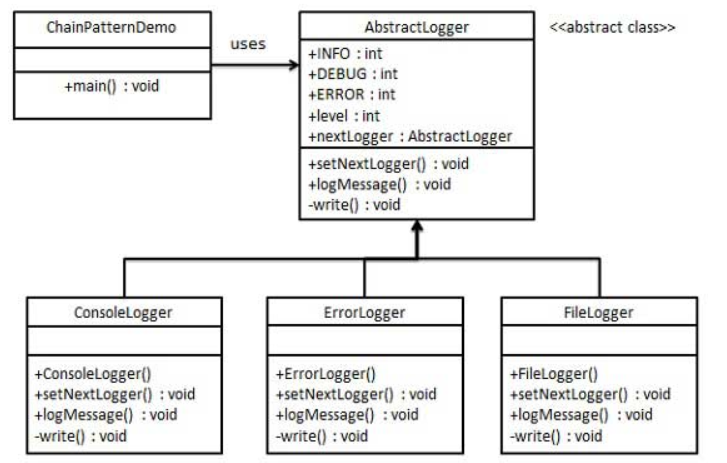 ChainPatternDemo
+main() : void
uses
AbstractLogger
<<abstract class>>
+INFO : int
+DEBUG : int
+ERROR : int
+level : int
+nextLogger : AbstractLogger
+setNextLogger() : void
+logMessage() : void
-write() : void
ConsoleLogger
+ConsoleLogger()
+setNextLogger() : void
+logMessage() : void
-write() : void
ErrorLogger
+ErrorLogger()
+setNextLogger() : void
+logMessage() : void
-write() : void
FileLogger
+FileLogger()
+setNextLogger() : void
+logMessage() : void
-write() : void